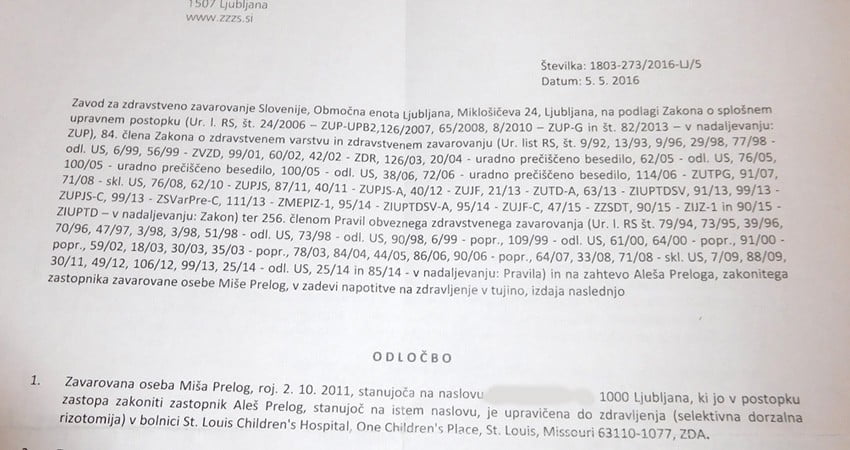 1507 Ljubljana
www.zzzs.si
Številka: 1803-273/2016-LJ/5
Datum: 5. 5. 2016
Zavod za zdravstveno zavarovanje Slovenije, Območna enota Ljubljana, Miklošičeva 24, Ljubljana, na podlagi Zakona o splošnem
upravnem postopku (Ur. l. RS, št. 24/2006 – ZUP-UPB2,126/2007, 65/2008, 8/2010 – ZUP-G in št. 82/2013 – v nadaljevanju:
ZUP), 84. člena Zakona o zdravstvenem varstvu in zdravstvenem zavarovanju (Ur. list RS, št. 9/92, 13/93, 9/96, 29/98, 77/98 -
odl. US, 6/99, 56/99 - ZVZD, 99/01, 60/02, 42/02 - ZDR, 126/03, 20/04 - uradno prečiščeno besedilo, 62/05 - odl. US, 76/05,
100/05 - uradno prečiščeno besedilo, 100/05 - odl. US, 38/06, 72/06 - uradno prečiščeno besedilo, 114/06 - ZUTPG, 91/07,
71/08 - skl. US, 76/08, 62/10 - ZUPJS, 87/11, 40/11 - ZUPJS-A, 40/12 - ZUJF, 21/13 - ZUTD-A, 63/13 - ZIUPTDSV, 91/13, 99/13 -
ZUPJS-C, 99/13 - ZSVarPre-C, 111/13 - ZMEPIZ-1, 95/14 - ZIUPTDSV-A, 95/14 - ZUJF-C, 47/15 - ZZSDT, 90/15 - ZIJZ-1 in 90/15 -
ZIUPTD – v nadaljevanju: Zakon) ter 256. členom Pravil obveznega zdravstvenega zavarovanja (Ur. l. RS št. 79/94, 73/95, 39/96,
70/96, 47/97, 3/98, 3/98, 51/98 - odl. US, 73/98 - odl. US, 90/98, 6/99 - popr., 109/99 - odl. US, 61/00, 64/00 - popr., 91/00 -
popr., 59/02, 18/03, 30/03, 35/03 - popr., 78/03, 84/04, 44/05, 86/06, 90/06 - popr., 64/07, 33/08, 71/08 - skl. US, 7/09, 88/09,
30/11, 49/12, 106/12, 99/13, 25/14 - odl. US, 25/14 in 85/14 - v nadaljevanju: Pravila) in na zahtevo Aleša Preloga, zakonitega
zastopnika zavarovane osebe Miše Prelog, v zadevi napotitve na zdravljenje v tujino, izdaja naslednjo
ODLOČBO
1. Zavarovana oseba Miša Prelog, roj. 2. 10. 2011, stanujoča na naslovu 1000 Ljubljana, ki jo v postopku
zastopa zakoniti zastopnik Aleš Prelog, stanujoč na istem naslovu, je upravičena do zdravljenja (selektivna dorzalna
rizotomija) v bolnici St. Louis Children's Hospital, One Children's Place, St. Louis, Missouri 63110-1077, ZDA.